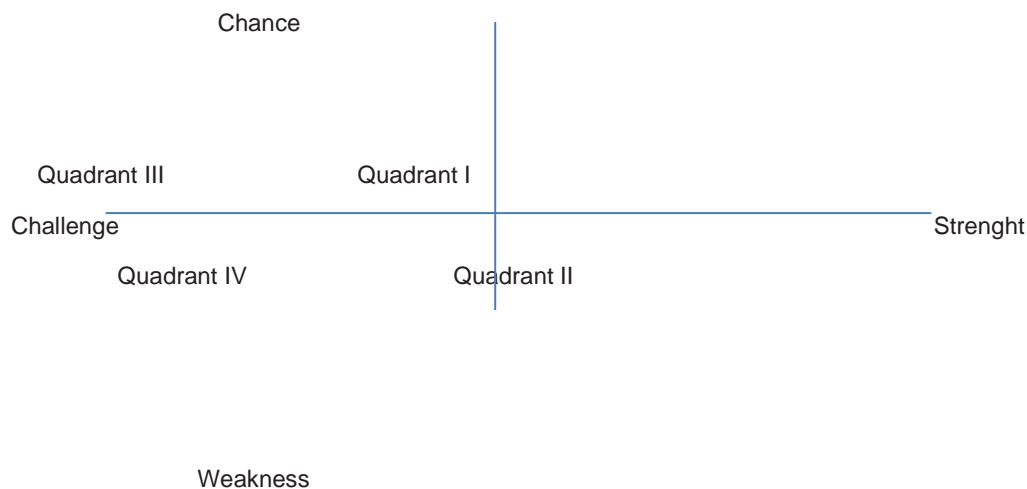 Chance
Quadrant III Quadrant I
Challenge Strenght
Quadrant IV Quadrant II
Weakness